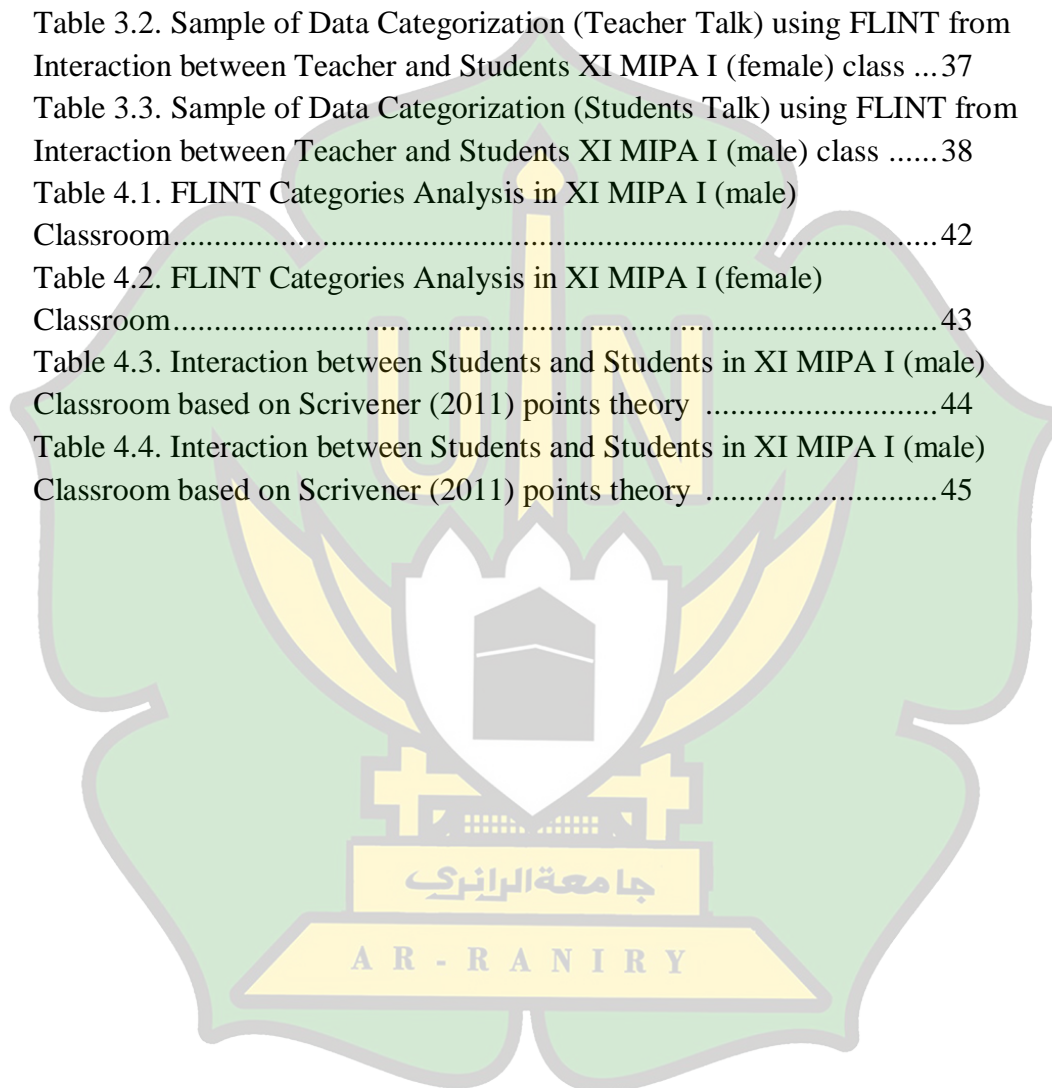 Table 3.2. Sample of Data Categorization (Teacher Talk) using FLINT from
Interaction between Teacher and Students XI MIPA I (female) class ...37
Table 3.3. Sample of Data Categorization (Students Talk) using FLINT from
Interaction between Teacher and Students XI MIPA I (male) class ......38
Table 4.1. FLINT Categories Analysis in XI MIPA I (male)
Classroom.............................................................................................42
Table 4.2. FLINT Categories Analysis in XI MIPA I (female)
Classroom.............................................................................................43
Table 4.3. Interaction between Students and Students in XI MIPA I (male)
Classroom based on Scrivener (2011) points theory ............................44
Table 4.4. Interaction between Students and Students in XI MIPA I (male)
Classroom based on Scrivener (2011) points theory ............................45
UIN
جامعة الرانري
AR-RANIRY